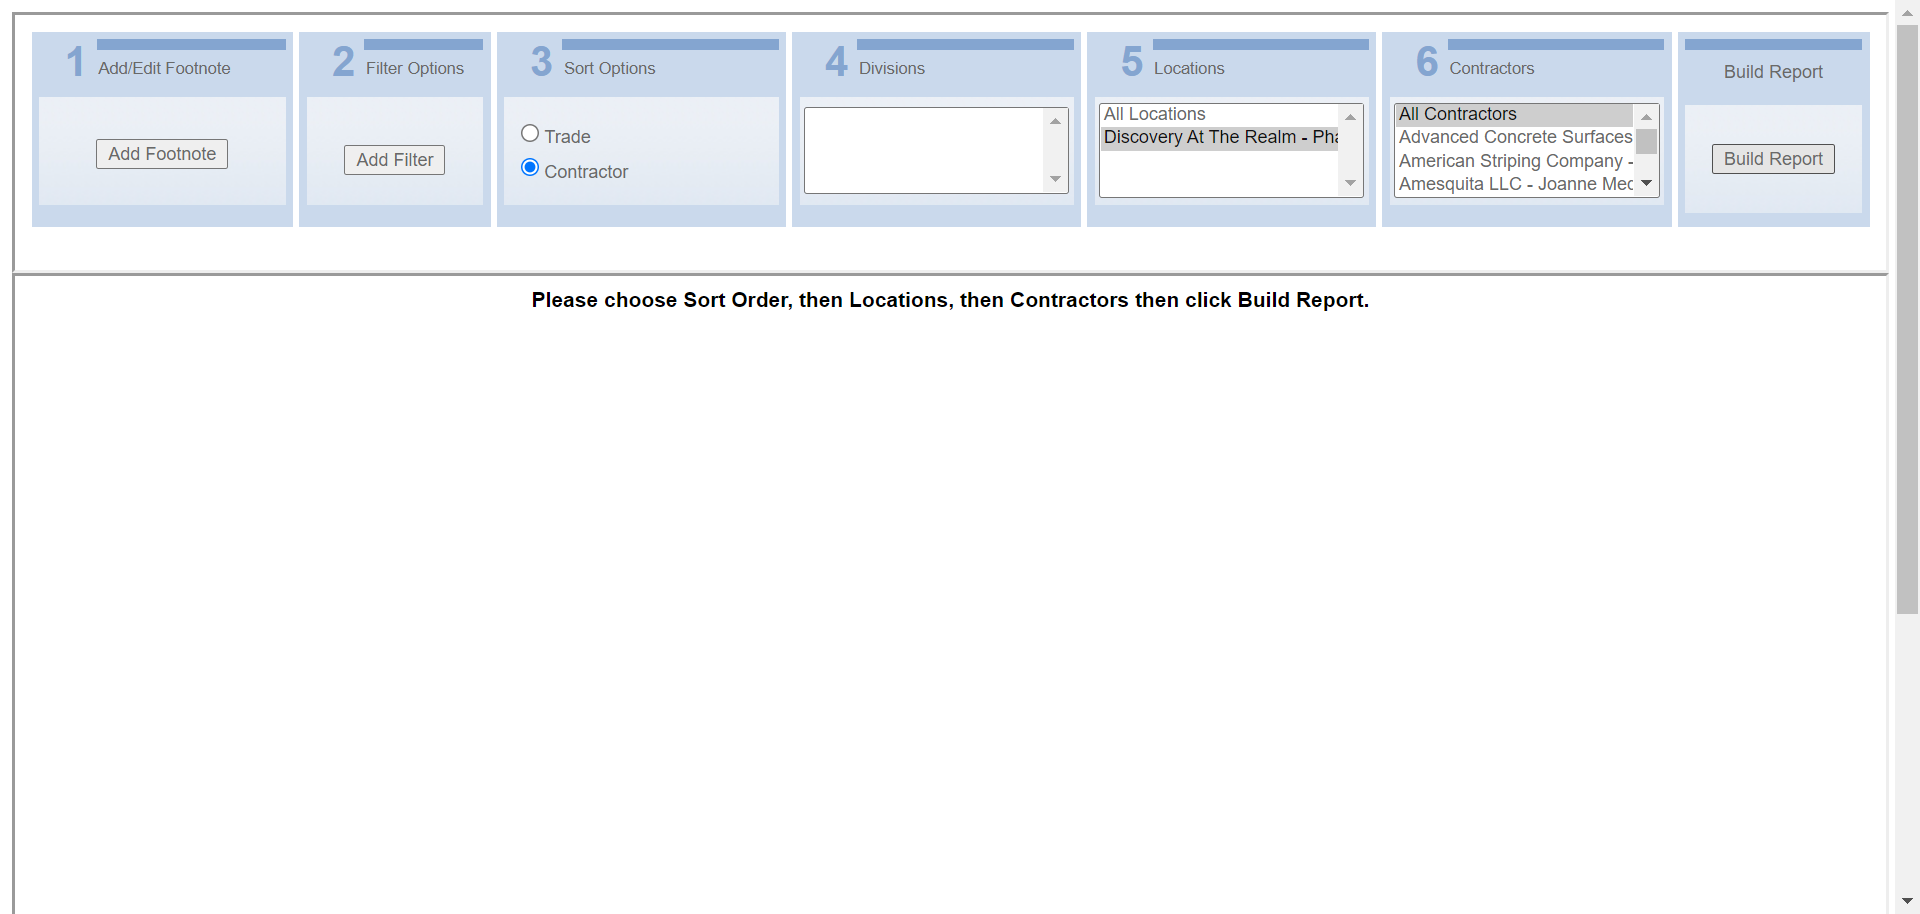 1 Add/Edit Footnote
Add Footnote
2 Filter Options
Add Filter
3 Sort Options
Trade
Contractor
4 Divisions
5 Locations
All Locations
Discovery At The Realm - Pha
6 Contractors
All Contractors
Advanced Concrete Surfaces
American Striping Company -
Amesquita LLC - Joanne Med
Build Report
Build Report
Please choose Sort Order, then Locations, then Contractors then click Build Report.